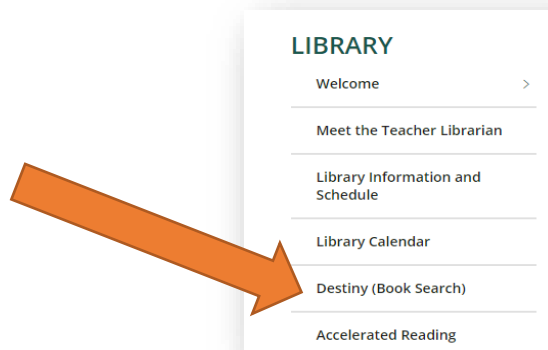 LIBRARY
Welcome
Meet the Teacher Librarian
Library Information and
Schedule
Library Calendar
Destiny (Book Search)
Accelerated Reading